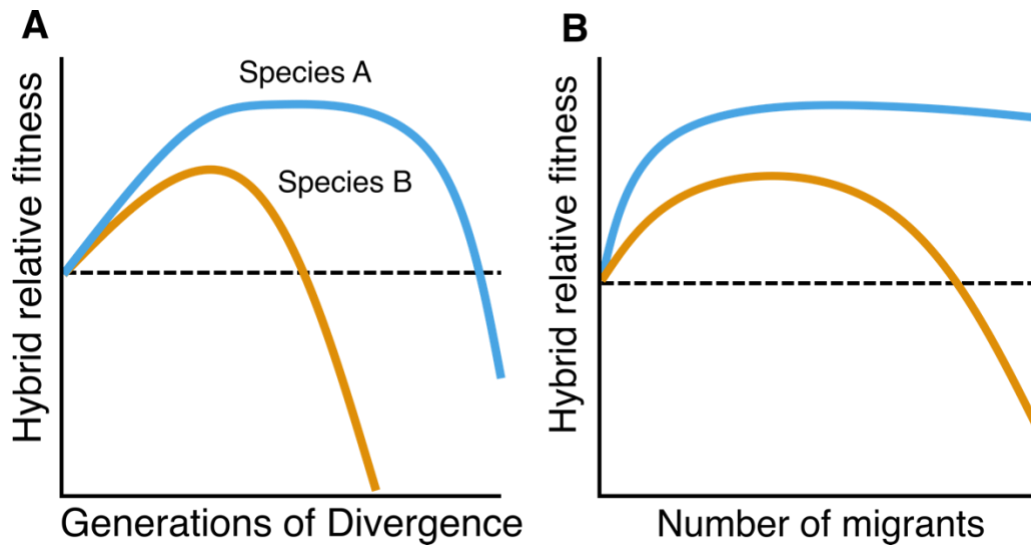 A
Hybrid relative fitness
Species A
Species B
Generations of Divergence
B
Hybrid relative fitness
Number of migrants